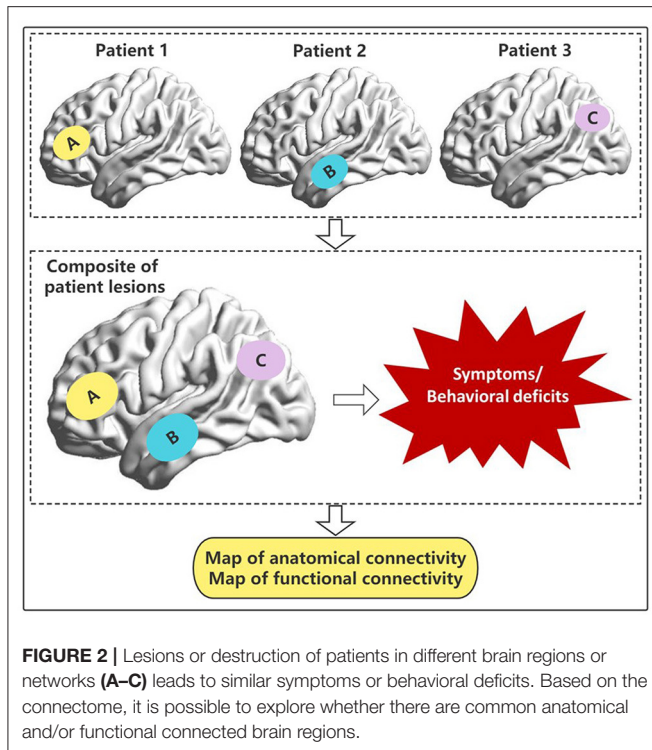 Patient 1 Patient 2 Patient 3
A B C
Composite of
patient lesions
A B C
Symptoms/
Behavioral deficits
Map of anatomical connectivity
Map of functional connectivity
FIGURE 2 | Lesions or destruction of patients in different brain regions or
networks (A–C) leads to similar symptoms or behavioral deficits. Based on the
connectome, it is possible to explore whether there are common anatomical
and/or functional connected brain regions.